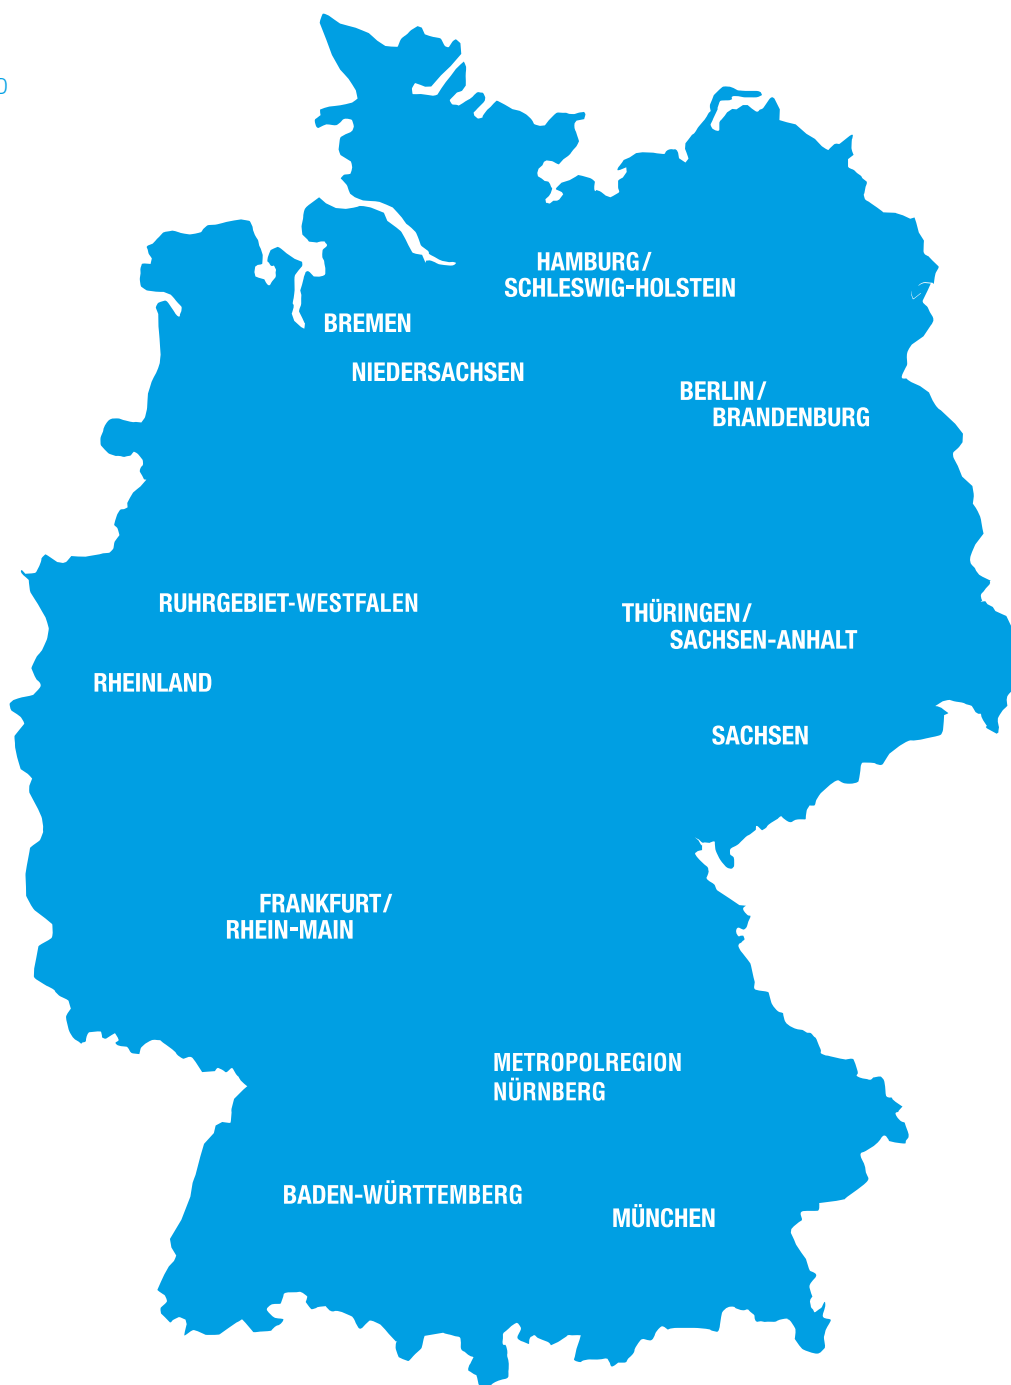 HAMBURG/
SCHLESWIG-HOLSTEIN
BREMEN
NIEDERSACHSEN
BERLIN/
BRANDENBURG
RUHRGEBIET-WESTFALEN
THÜRINGEN/
SACHSEN-ANHALT
RHEINLAND
SACHSEN
FRANKFURT/
RHEIN-MAIN
METROPOLREGION
NÜRNBERG
BADEN-WÜRTTEMBERG
MÜNCHEN